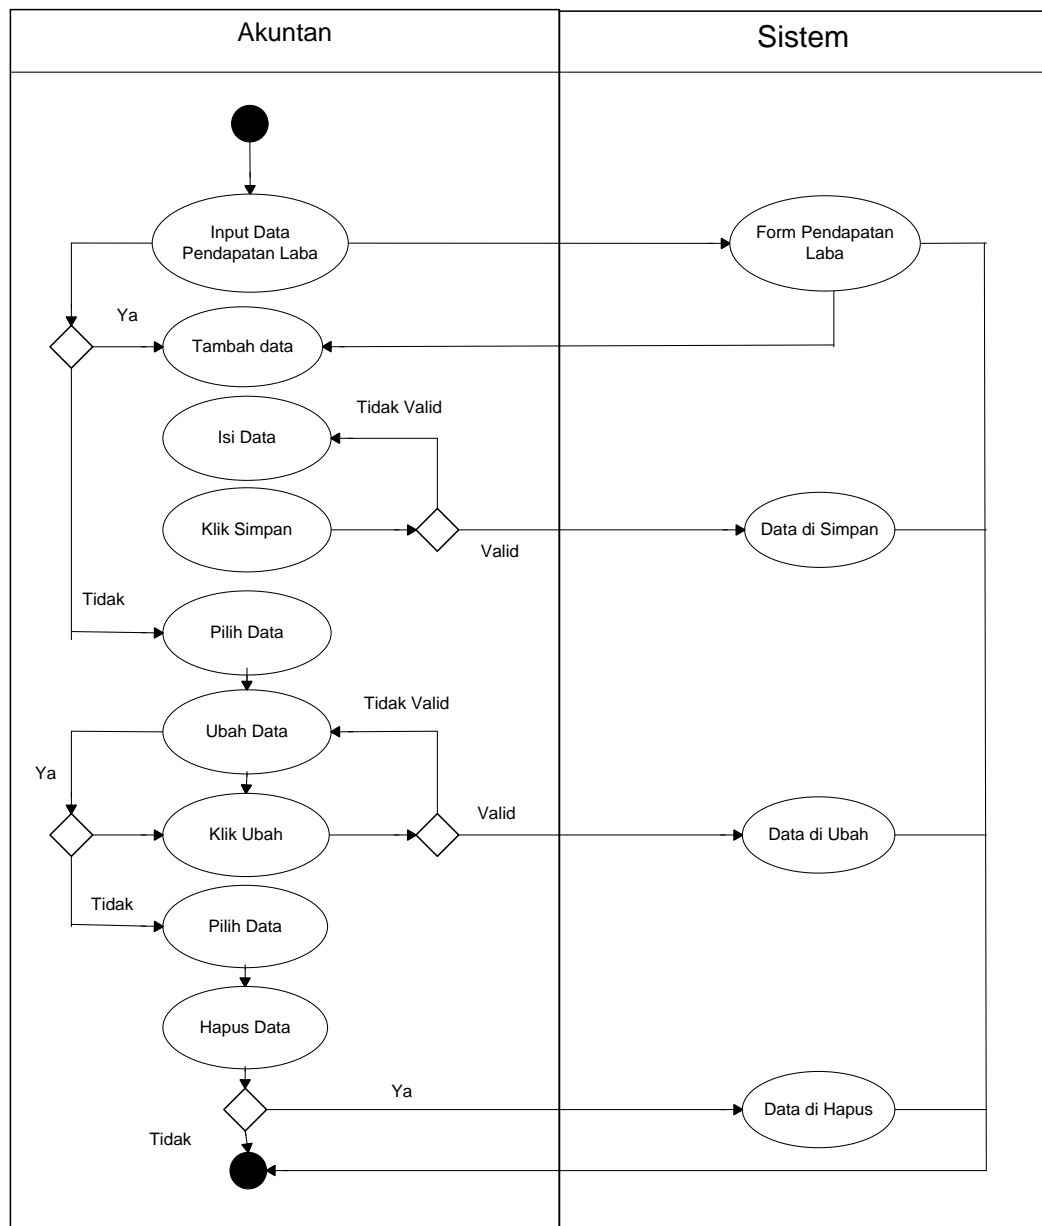 Akuntan
Sistem
Input Data
Pendapatan Laba
Form Pendapatan
Laba
Ya
Tambah data
Tidak Valid
Isi Data
Klik Simpan
Valid
Data di Simpan
Tidak
Pilih Data
Tidak Valid
Ubah Data
Ya
Klik Ubah
Valid
Data di Ubah
Tidak
Pilih Data
Hapus Data
Ya
Data di Hapus
Tidak